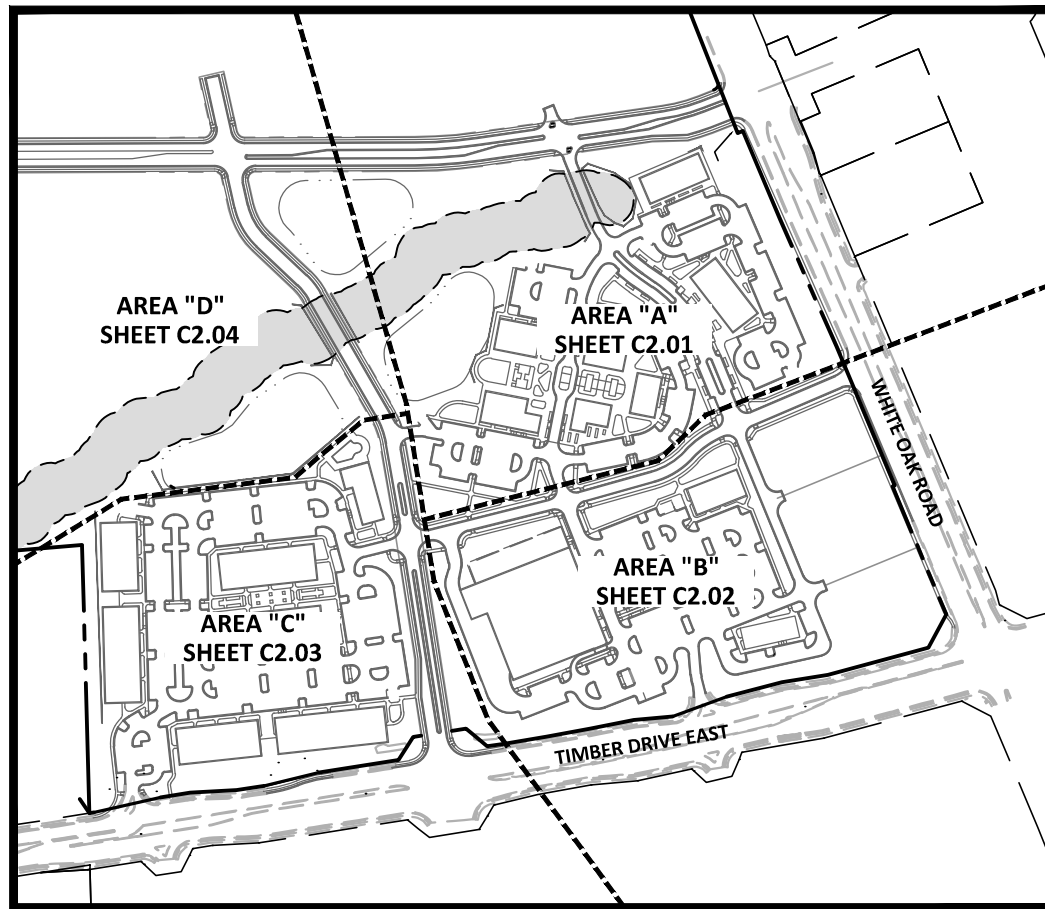 AREA "D"
SHEET C2.04
AREA "A"
SHEET C2.01
WHITE OAK ROAD
AREA "B"
SHEET C2.02
AREA "C"
SHEET C2.03
TIMBER DRIVE EAST